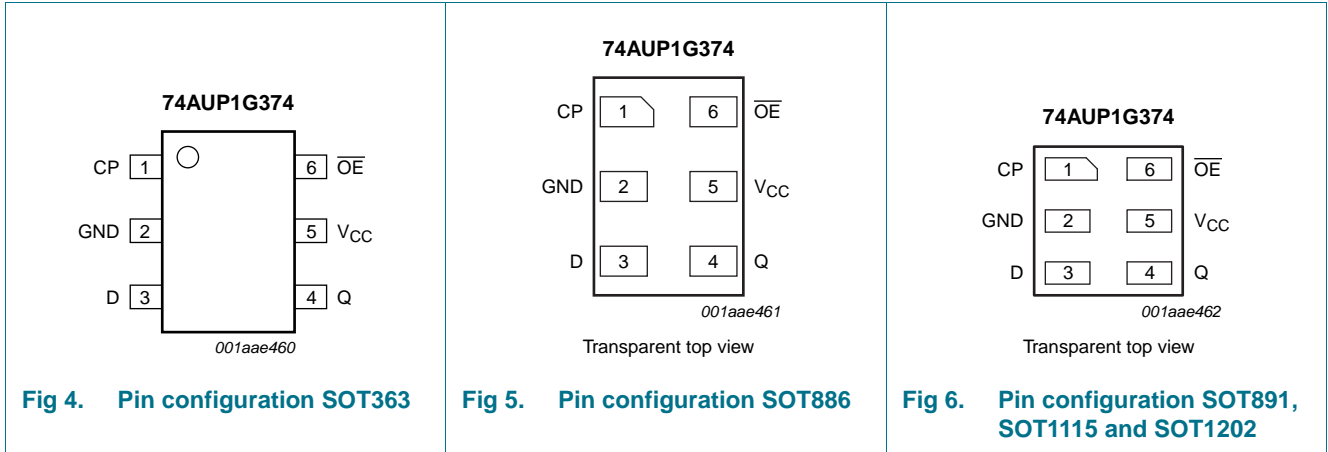 74AUP1G374
CP 1 6 OE
GND 2 5 VCC
D 3 4 Q
001aae460
Fig 4. Pin configuration SOT363
74AUP1G374
CP 1 6 OE
GND 2 5 VCC
D 3 4 Q
001aae461
Transparent top view
Fig 5. Pin configuration SOT886
74AUP1G374
CP 1 6 OE
GND 2 5 VCC
D 3 4 Q
001aae462
Transparent top view
Fig 6. Pin configuration SOT891,
SOT1115 and SOT1202